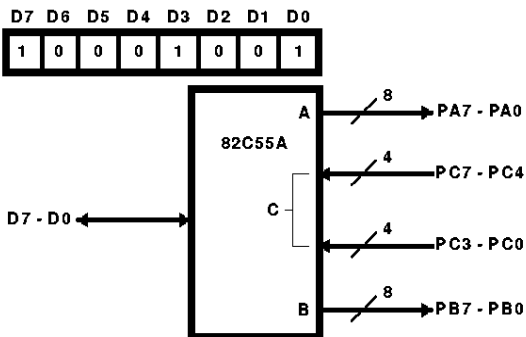 D7 D6 D5 D4 D3 D2 D1 D0
1 0 0 0 1 0 0 1
A 8 PA7 - PA0
82C55A
4 PC7 - PC4
C
D7 - D0
4 PC3 - PC0
B 8 PB7 - PB0